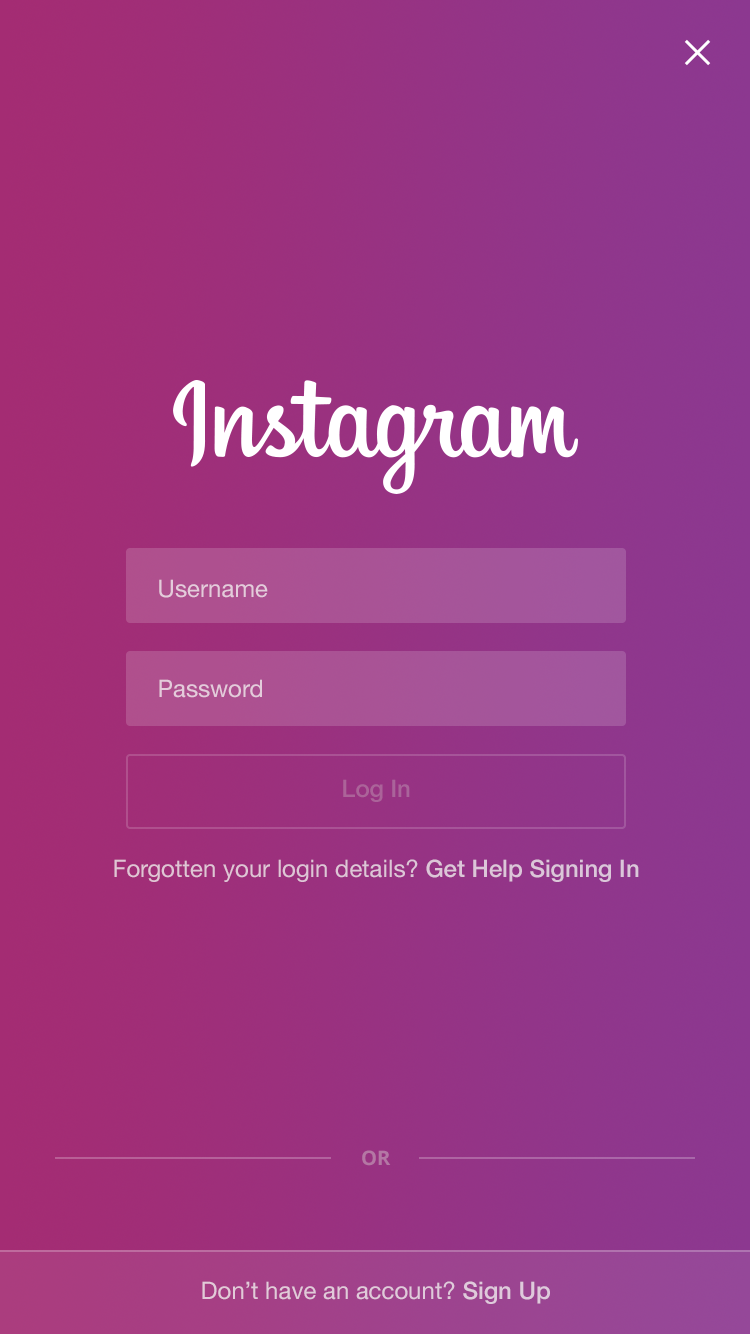 Instagram
Username
Password
Log In
Forgotten your login details? Get Help Signing In
OR
Don’t have an account? Sign Up